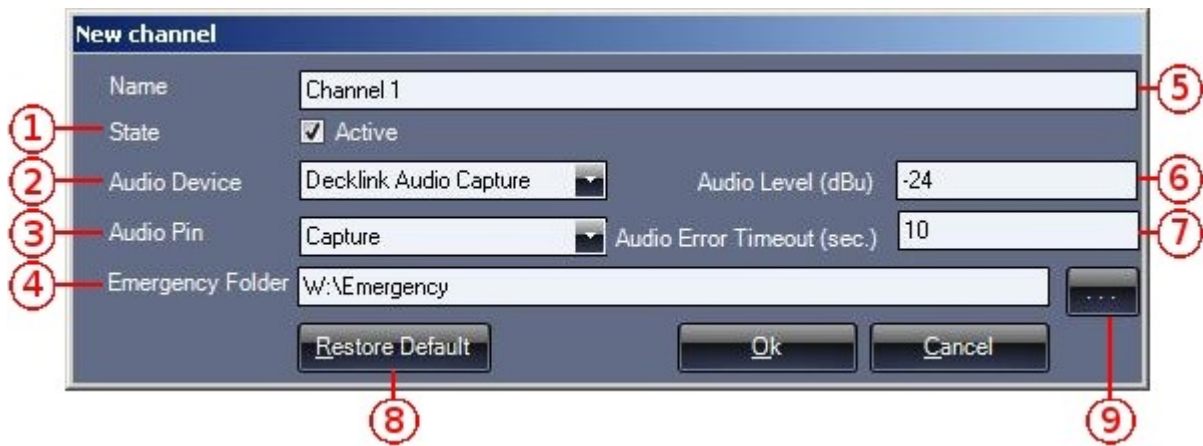 New channel
Name Channel 1 5
1 State Active
2 Audio Device Decklink Audio Capture Audio Level (dBu) -24 6
3 Audio Pin Capture Audio Error Timeout (sec.) 10 7
4 Emergency Folder W:\Emergency ...
Restore Default Ok Cancel
8 9